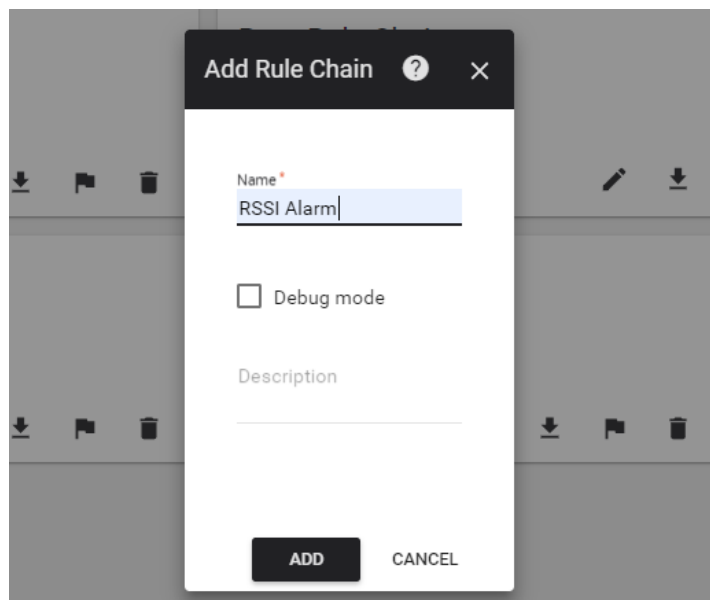 Add Rule Chain ?
Name *
RSSI Alarm
Debug mode
Description
ADD CANCEL